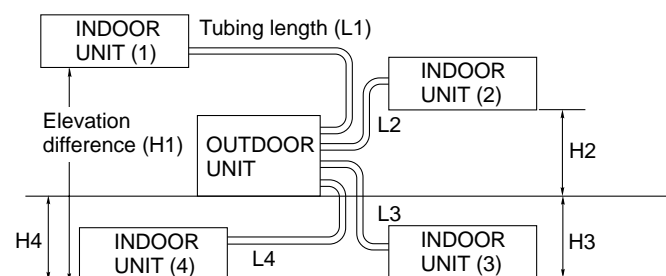 INDOOR
UNIT (1)
Tubing length (L1)
INDOOR
UNIT (2)
L2
Elevation
difference (H1)
OUTDOOR
UNIT
H2
L3
H4
INDOOR
UNIT (4)
L4
INDOOR
UNIT (3)
H3